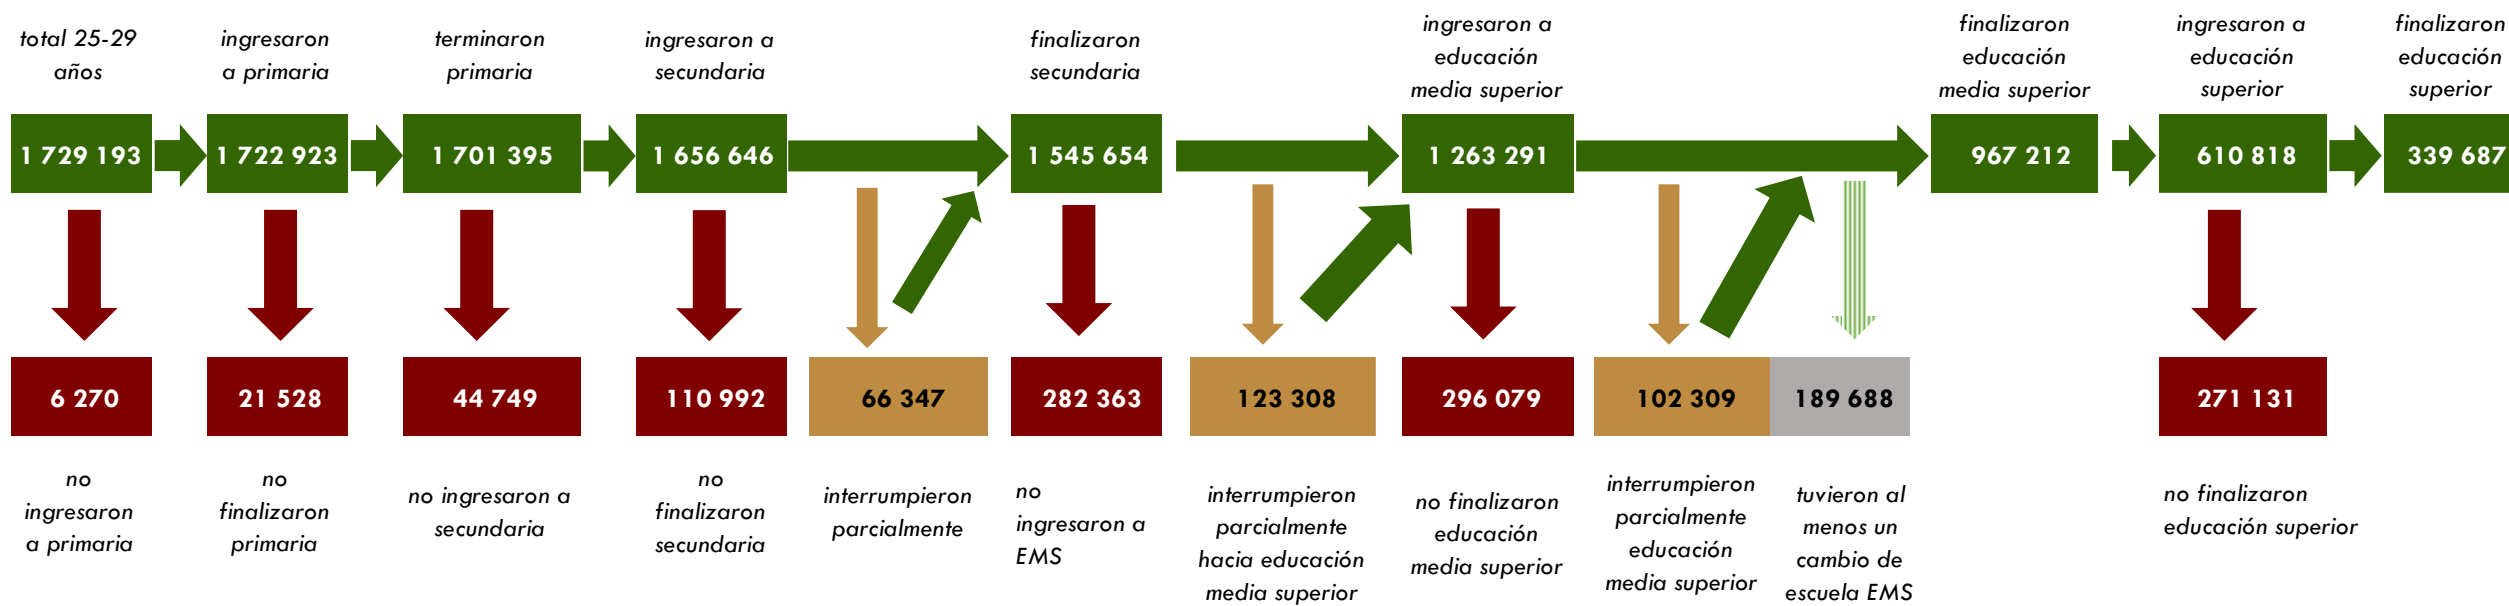 total 25-29
años
ingresaron
a primaria
terminaron
primaria
ingresaron a
secundaria
finalizaron
secundaria
ingresaron a
educación
media superior
finalizaron
educación
media superior
ingresaron a
educación
superior
finalizaron
educación
superior
1 729 193
1 722 923
1 701 395
1 656 646
1 545 654
1 263 291
967 212
610 818
339 687
6 270
21 528
44 749
110 992
66 347
282 363
123 308
296 079
102 309
189 688
271 131
no
ingresaron
a primaria
no
finalizaron
primaria
no ingresaron a
secundaria
no
finalizaron
secundaria
interrumpieron
parcialmente
no
ingresaron a
EMS
interrumpieron
parcialmente
hacia educación
media superior
no finalizaron
educación
media superior
interrumpieron
parcialmente
educación
media superior
tuvieron al
menos un
cambio de
escuela EMS
no finalizaron
educación superior